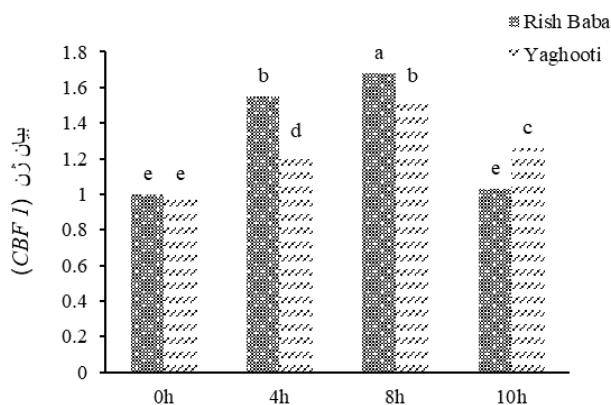 Rish Baba
Yaghooti
بیان ژن (CBF 1)
1.8
1.6
1.4
1.2
1
0.8
0.6
0.4
0.2
0
e e
b
d
a
b
e
c
0h 4h 8h 10h